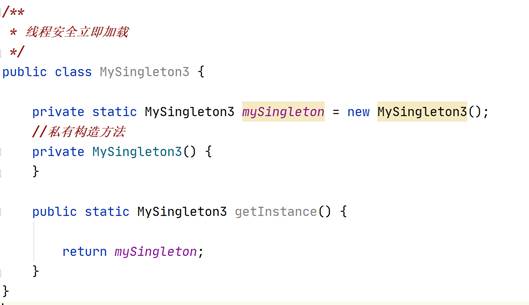 /**
 * 线程安全立即加载
 */
public class MySingleton3 {

    private static MySingleton3 mySingleton = new MySingleton3();
    //私有构造方法
    private MySingleton3() {
    }

    public static MySingleton3 getInstance() {

        return mySingleton;
    }
}